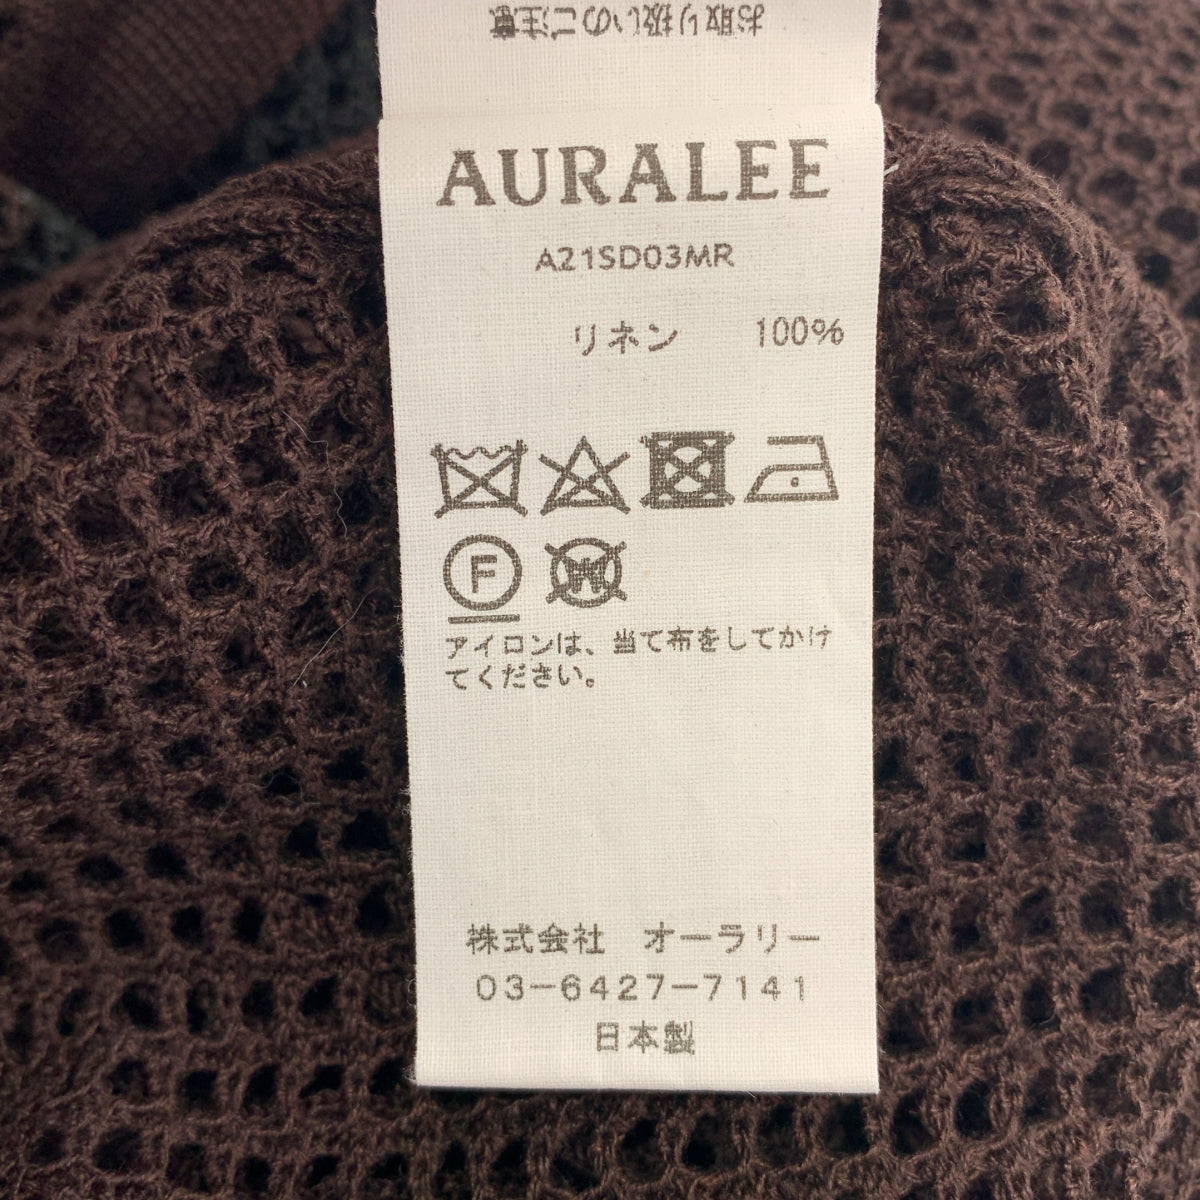 お取り扱いのご注意
AURALEE
A21SD03MR
リネン 100%
F W
アイロンは、当て布をしてかけ
てください。
株式会社 オーラリー
03-6427-7141
日本製